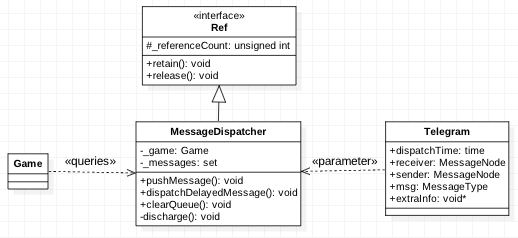 «interface»
Ref
#_referenceCount: unsigned int
+retain(): void
+release(): void
MessageDispatcher
-_game: Game
-_messages: set
+pushMessage(): void
+dispatchDelayedMessage(): void
+clearQueue(): void
-discharge(): void
Game
«queries»
«parameter»
Telegram
+dispatchTime: time
+receiver: MessageNode
+sender: MessageNode
+msg: MessageType
+extraInfo: void*